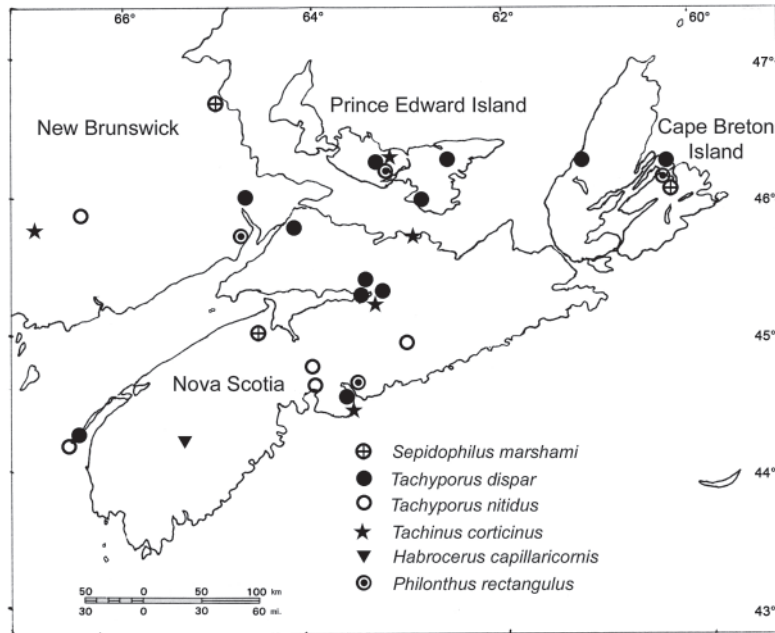 66° 64° 62° 60°
47°
Prince Edward Island
New Brunswick
Cape Breton
Island
46°
45°
Nova Scotia
Sepidophilus marshami
Tachyporus dispar
44°
Tachyporus nitidus
Tachinus corticinus
Habrocerus capillaricornis
Philonthus rectangulus
50 0 50 100 km
30 0 30 60 mi.
43°